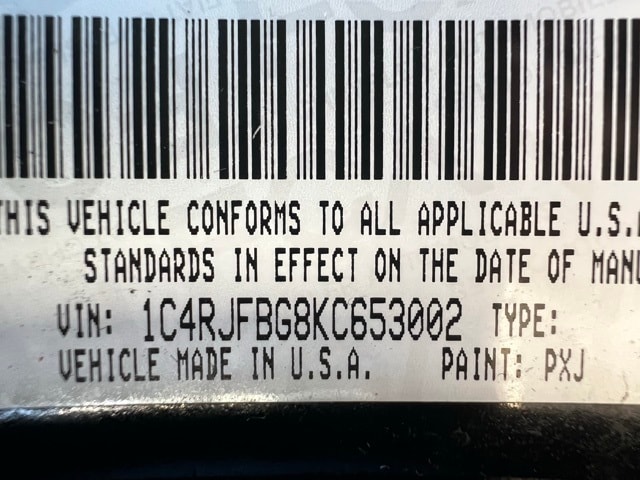 THIS VEHICLE CONFORMS TO ALL APPLICABLE U.S.
STANDARDS IN EFFECT ON THE DATE OF MANU
VIN: 1C4RJFBG8KC653002 TYPE:
VEHICLE MADE IN U.S.A. PAINT: PXJ